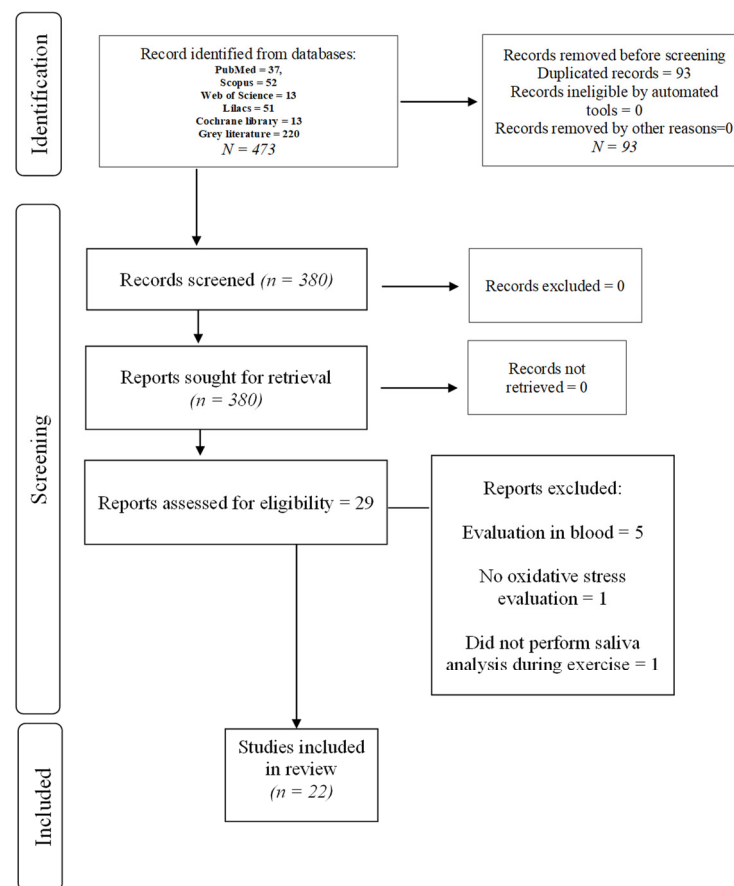 Identification
Record identified from databases:
PubMed = 37,
Scopus = 52
Web of Science = 13
Lilacs = 51
Cochrane library = 13
Grey literature = 220
N = 473
Records removed before screening
Duplicated records = 93
Records ineligible by automated
tools = 0
Records removed by other reasons=0
N = 93
Screening
Records screened (n = 380)
Records excluded = 0
Reports sought for retrieval
(n = 380)
Records not
retrieved = 0
Reports assessed for eligibility = 29
Reports excluded:
Evaluation in blood = 5
No oxidative stress
evaluation = 1
Did not perform saliva
analysis during exercise = 1
Included
Studies included
in review
(n = 22)